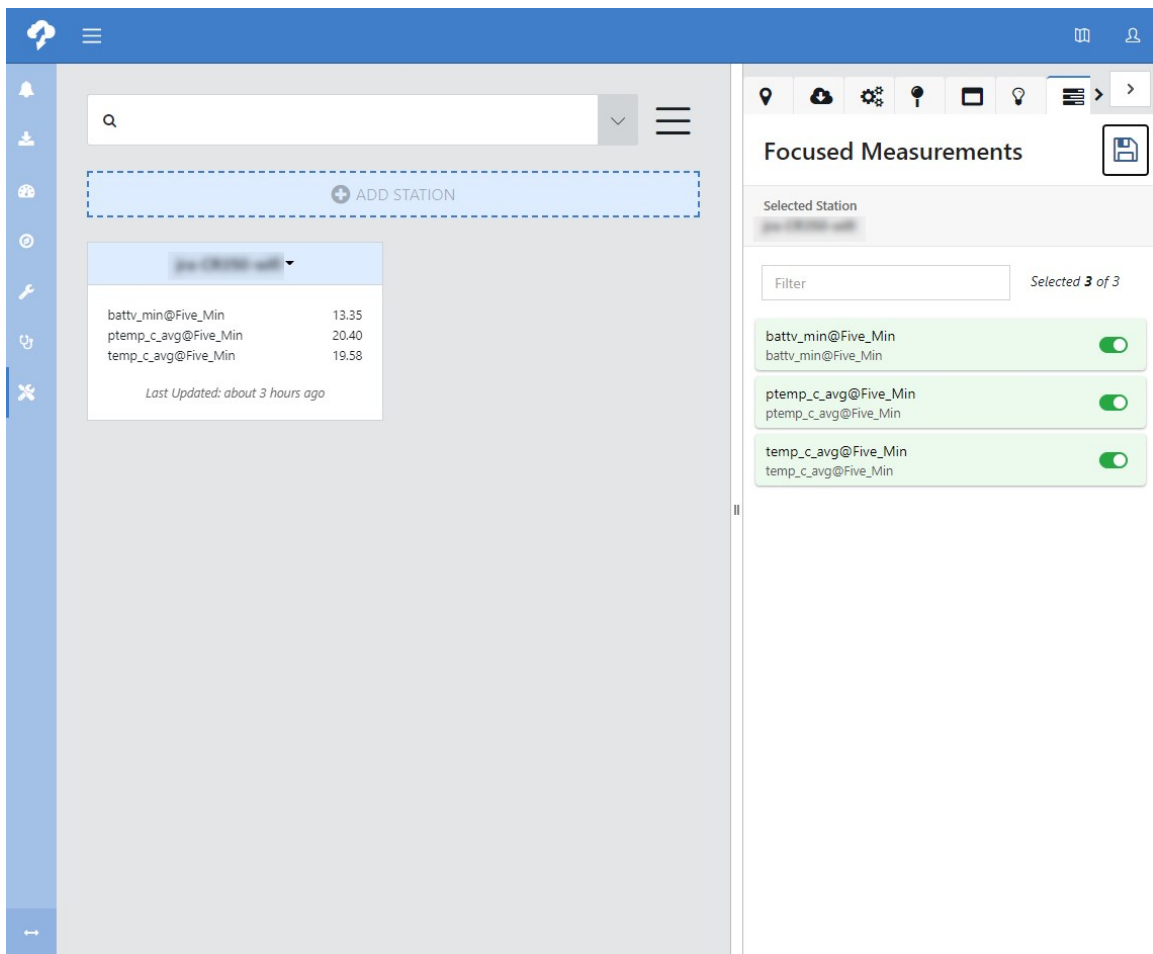 ADD STATION
battv_min@Five_Min 13.35
ptemp_c_avg@Five_Min 20.40
temp_c_avg@Five_Min 19.58
Last Updated: about 3 hours ago
Focused Measurements
Selected Station
Filter
Selected 3 of 3
battv_min@Five_Min
battv_min@Five_Min
ptemp_c_avg@Five_Min
ptemp_c_avg@Five_Min
temp_c_avg@Five_Min
temp_c_avg@Five_Min